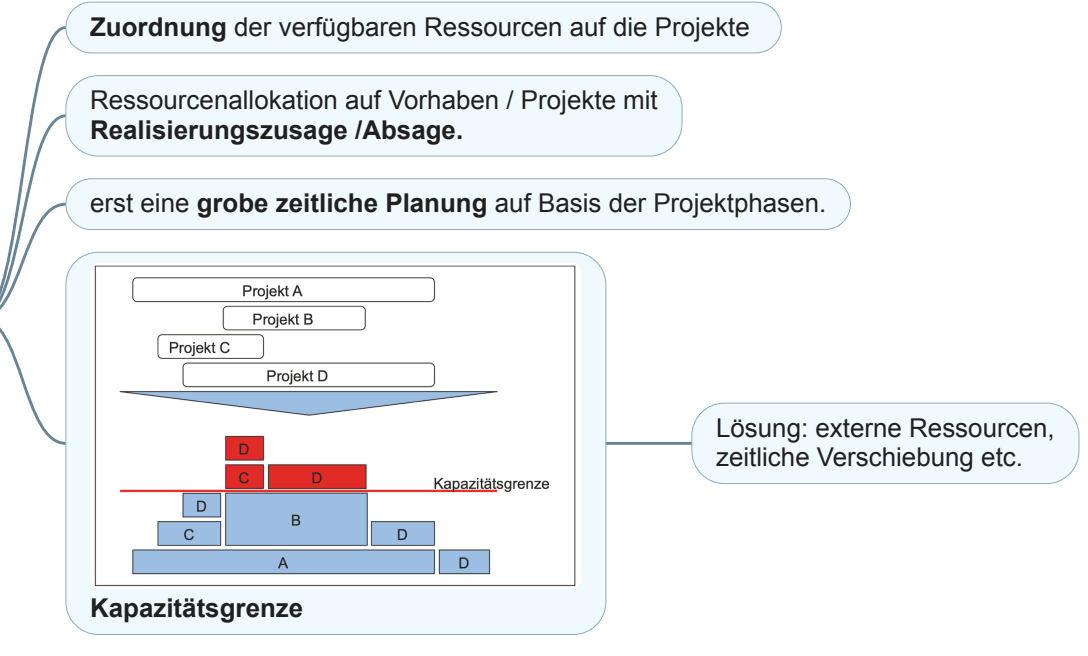 Zuordnung der verfügbaren Ressourcen auf die Projekte
Ressourcenallokation auf Vorhaben / Projekte mit
Realisierungszusage /Absage.
erst eine grobe zeitliche Planung auf Basis der Projektphasen.
Projekt A
Projekt B
Projekt C
Projekt D
D
C
D
Kapazitätsgrenze
D
B
C
D
A
D
Kapazitätsgrenze
Lösung: externe Ressourcen,
zeitliche Verschiebung etc.